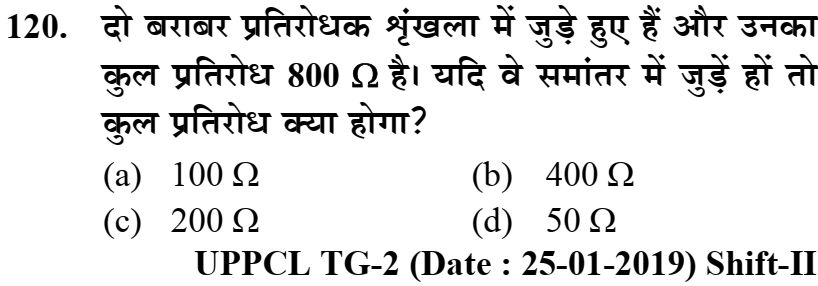 120. दो बराबर प्रतिरोधक शृंखला में जुड़े हुए हैं और उनका
कुल प्रतिरोध 800 Ω है। यदि वे समांतर में जुड़ें हों तो
कुल प्रतिरोध क्या होगा?
(a) 100 Ω (b) 400 Ω
(c) 200 Ω (d) 50 Ω
UPPCL TG-2 (Date : 25-01-2019) Shift-II